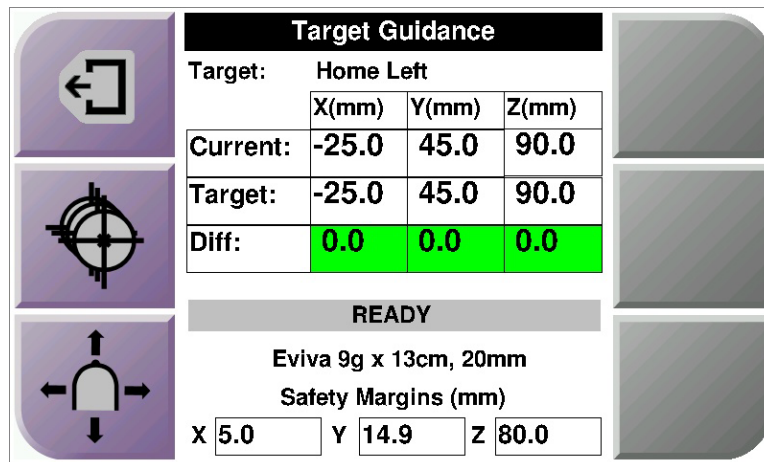 Target Guidance
Target: Home Left
X(mm) Y(mm) Z(mm)
Current: -25.0 45.0 90.0
Target: -25.0 45.0 90.0
Diff: 0.0 0.0 0.0
READY
Eviva 9g x 13cm, 20mm
Safety Margins (mm)
X 5.0 Y 14.9 Z 80.0